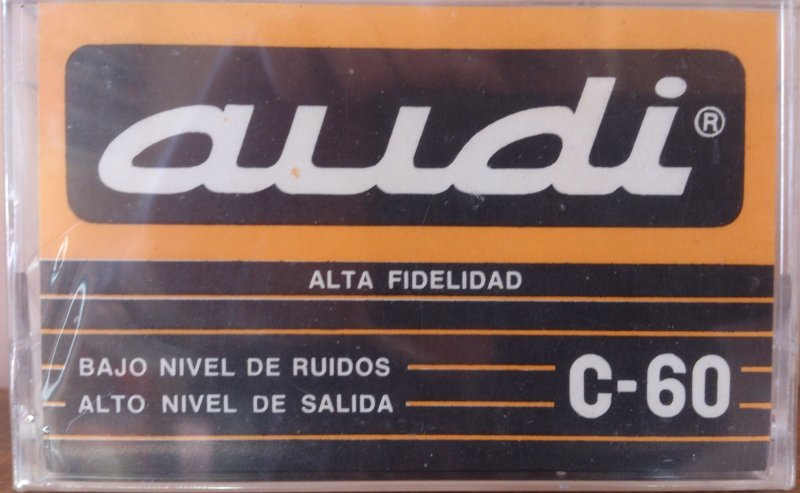 audi®
ALTA FIDELIDAD
BAJO NIVEL DE RUIDOS
ALTO NIVEL DE SALIDA
C-60